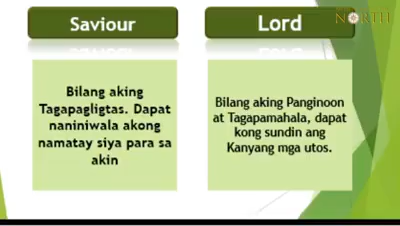 NORTH
Saviour
Lord
Bilang aking
Tagapagligtas. Dapat
naniniwala akong
namatay siya para sa
akin
Bilang aking Panginoon
at Tagapamahala, dapat
kong sundin ang
Kanyang mga utos.